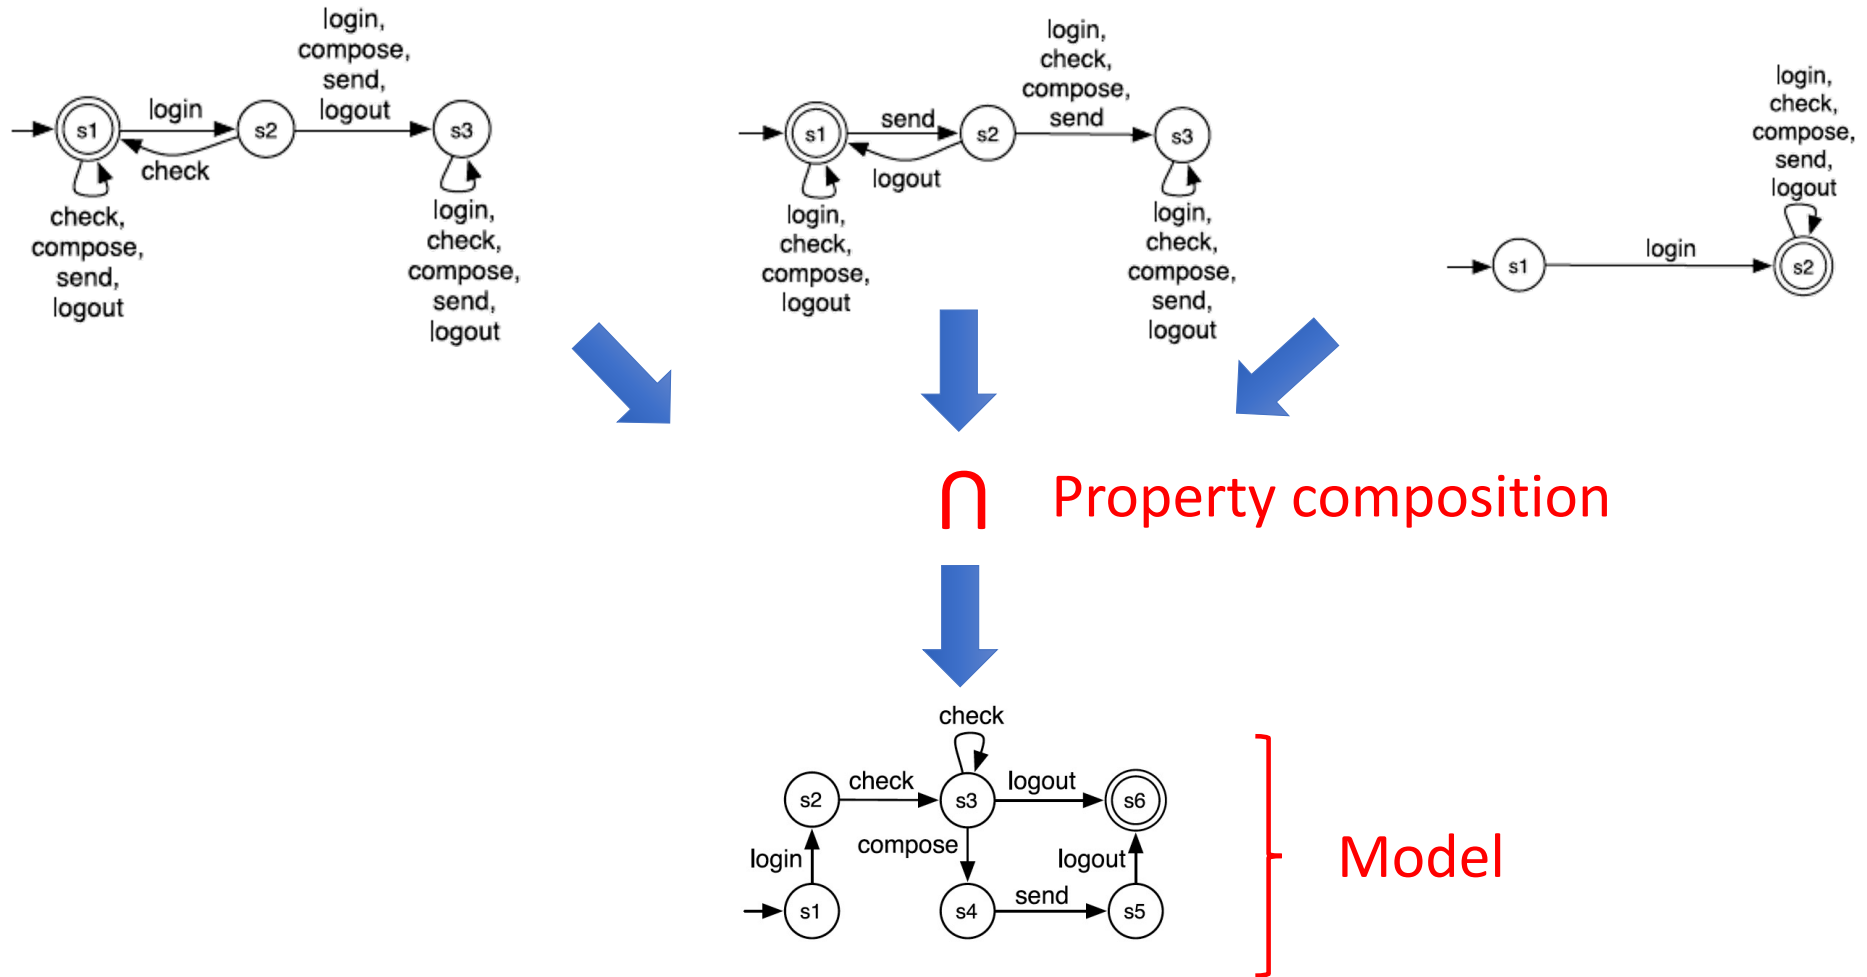 login,
compose,
send,
logout
login
s1
s2
s3
check
check,
compose,
send,
logout
login,
check,
compose,
send,
logout
login,
check,
compose,
send
send
s1
s2
s3
logout
login,
check,
compose,
logout
login,
check,
compose,
send,
logout
login,
check,
compose,
send,
logout
login
s1
s2
∩ Property composition
check
s2
check
s3
logout
s6
login
compose
logout
s1
s4
send
s5
Model